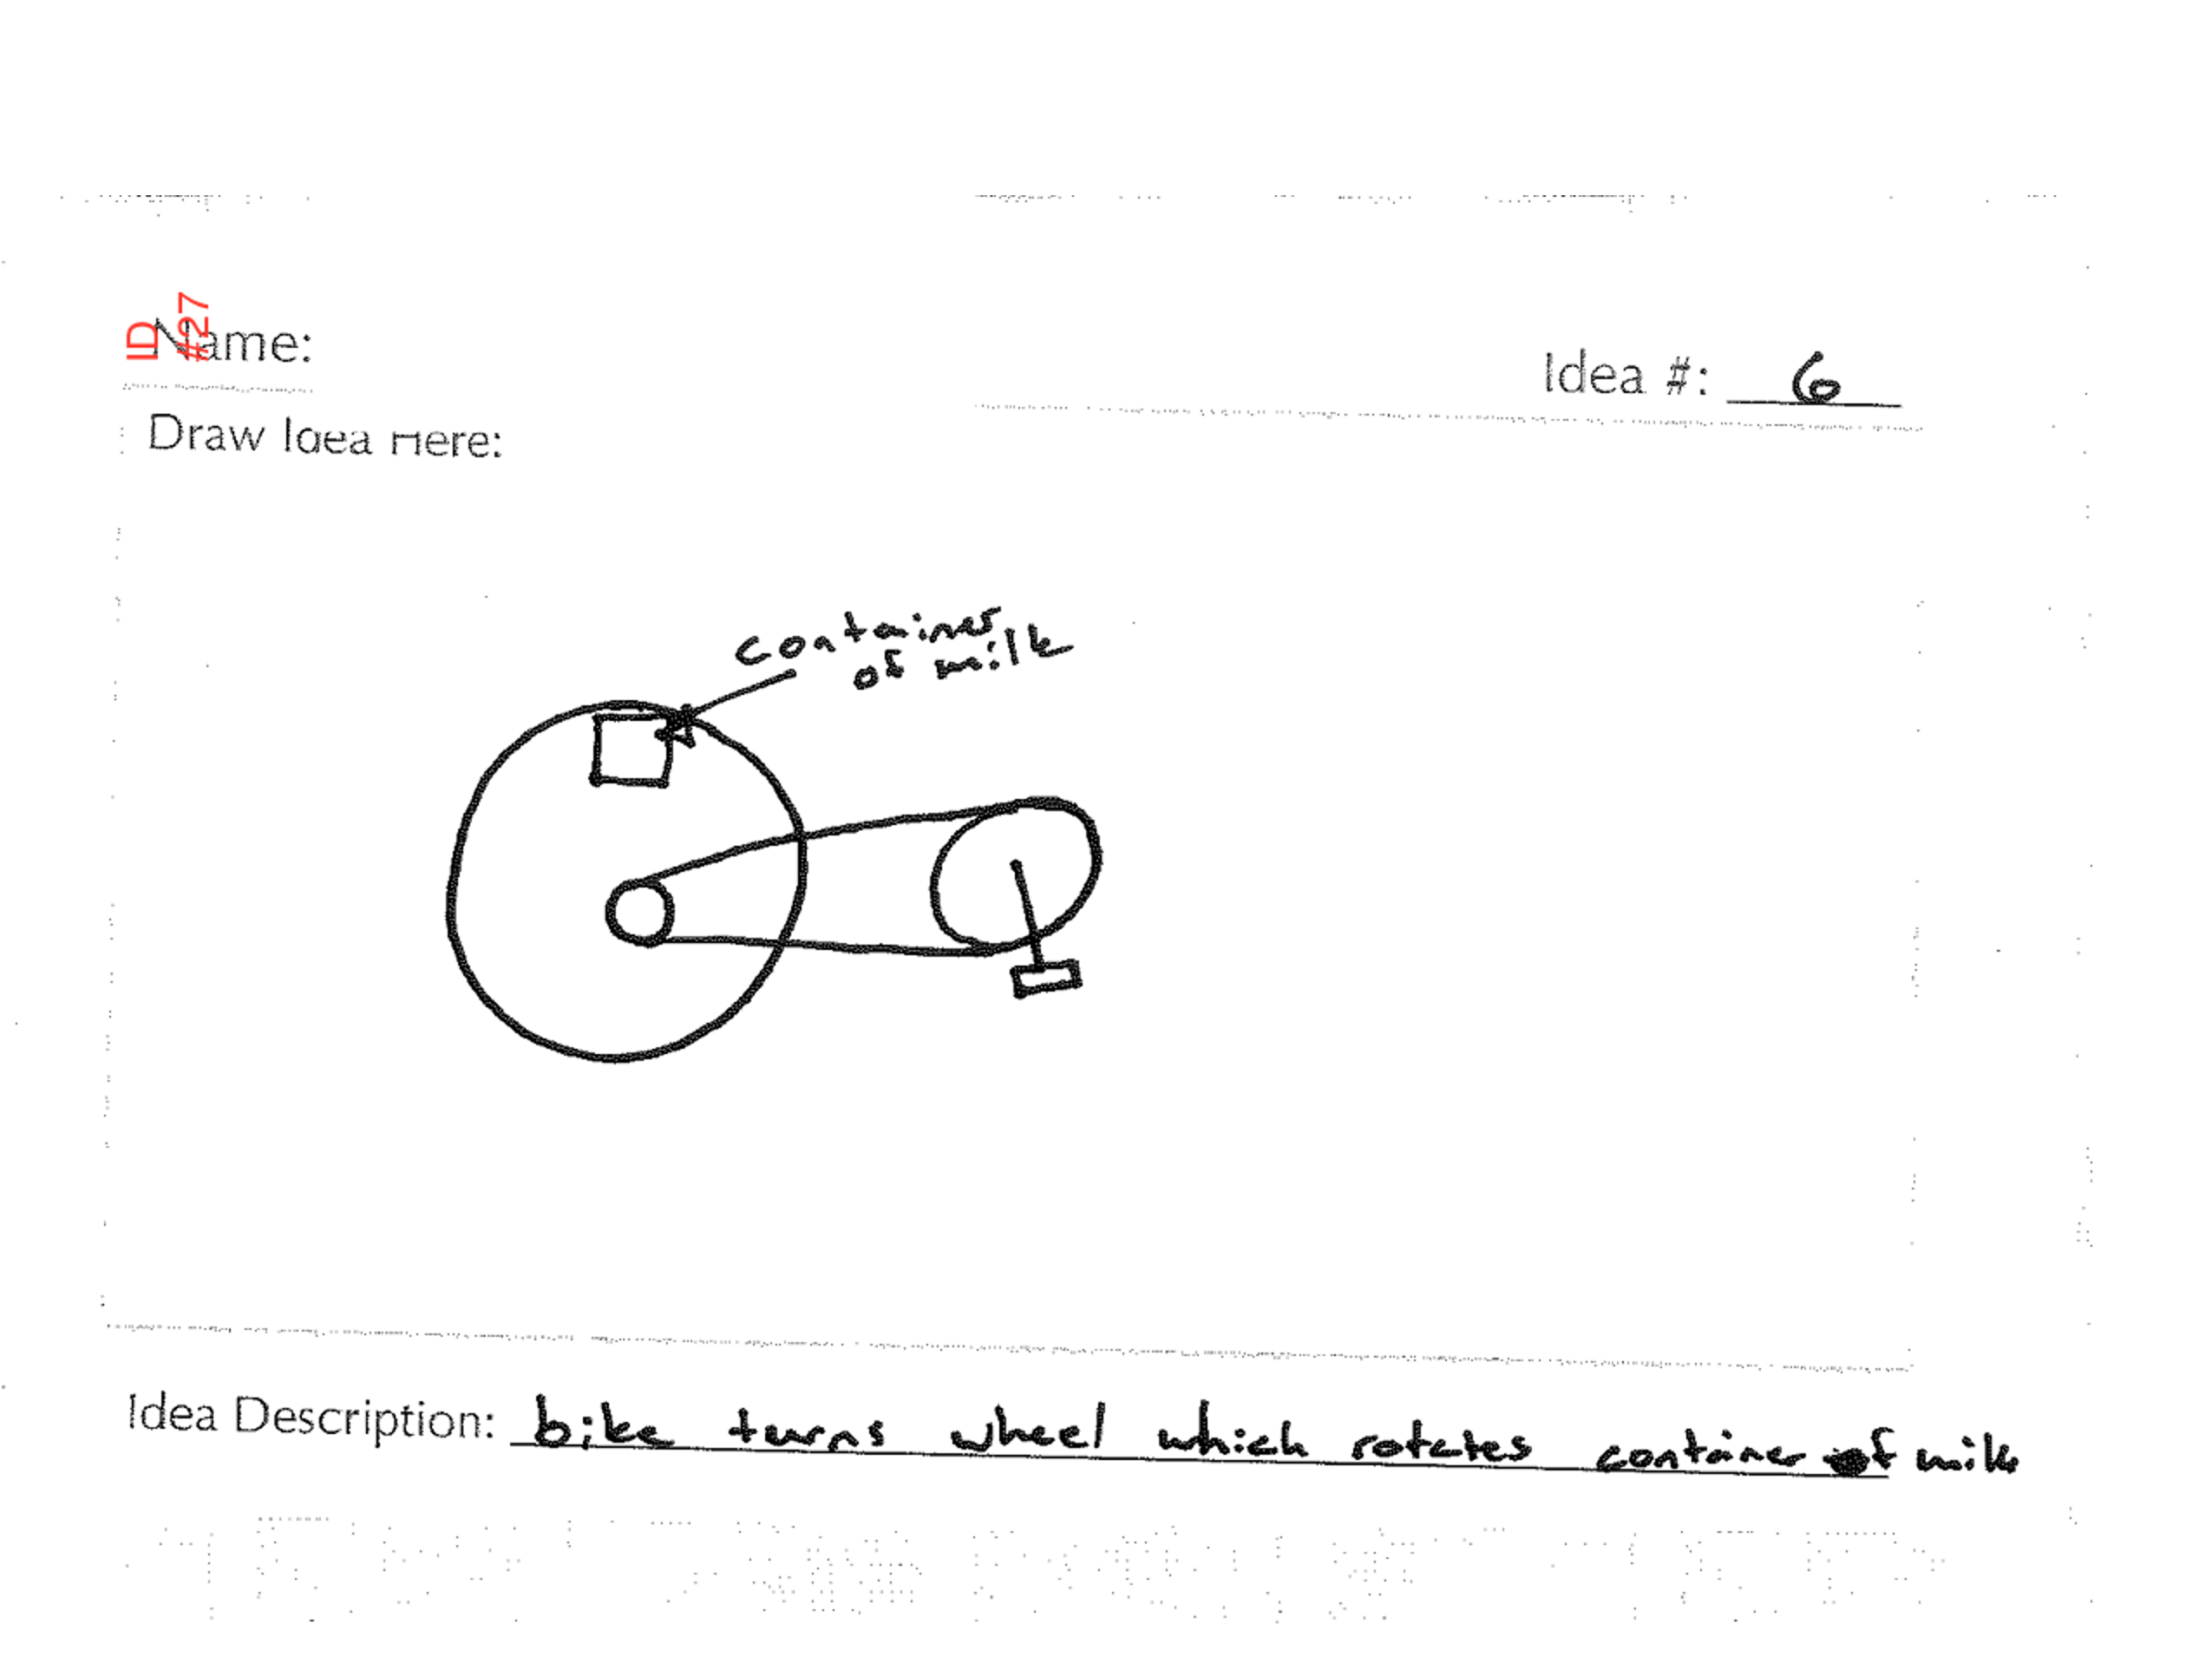 ID
#27
Name:
Idea #: 6
Draw Idea Here:
container
of milk
Idea Description: bike turns wheel which rotates container of milk